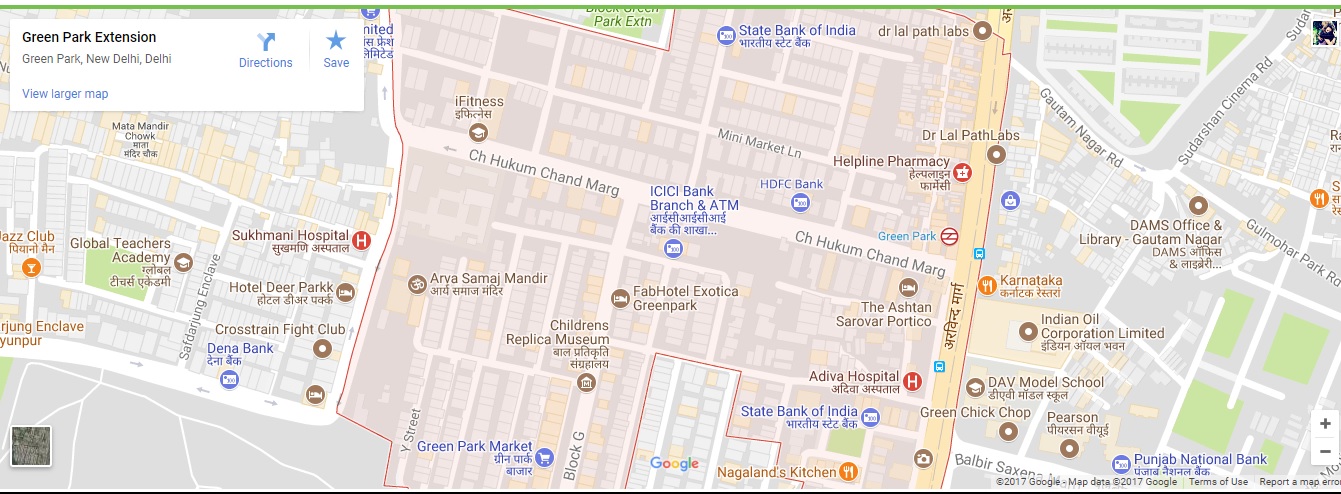 Green Park Extension
Green Park, New Delhi, Delhi
Directions
Save
View larger map
Block Green
Park Extn
State Bank of India
भारतीय स्टेट बैंक
dr lal path labs
Sudarshan Cinema Rd
Gautam Nagar Rd
iFitness
इफिटनेस
Mata Mandir
Chowk
माता
मंदिर चौक
Mini Market Ln
Dr Lal PathLabs
Ch Hukum Chand Marg
Helpline Pharmacy
हेल्पलाइन
फार्मेसी
ICICI Bank
Branch & ATM
आईसीआईसीआई
बैंक की शाखा...
HDFC Bank
DAMS Office &
Library - Gautam Nagar
DAMS ऑफिस
& लाइब्रेरी...
Gulmohar Park Rd
Jazz Club
पियानो मैन
Global Teachers
Academy
ग्लोबल
टीचर्स एकेडमी
Sukhmani Hospital
सुखमणि अस्पताल
Green Park
Ch Hukum Chand Marg
Safdarjung Enclave
Hotel Deer Parkk
होटल डीअर पर्क्क
Arya Samaj Mandir
आर्य समाज मंदिर
FabHotel Exotica
Greenpark
Karnataka
कर्नाटक रेस्तरां
The Ashtan
Sarovar Portico
अरविन्द मार्ग
Indian Oil
Corporation Limited
इंडियन ऑयल भवन
rjung Enclave
yunpur
Crosstrain Fight Club
Childrens
Replica Museum
बाल प्रतिकृति
संग्रहालय
Dena Bank
देना बैंक
Adiva Hospital
अदिवा अस्पताल
DAV Model School
डीएवी मॉडल स्कूल
State Bank of India
भारतीय स्टेट बैंक
Green Chick Chop
Pearson
पीयरसन वीयूई
Y Street
Block G
Green Park Market
ग्रीन पार्क
बाजार
Google
Nagaland's Kitchen
Balbir Saxena
Punjab National Bank
पंजाब नैशनल बैंक
+
−
©2017 Google - Map data ©2017 Google
Terms of Use
Report a map error